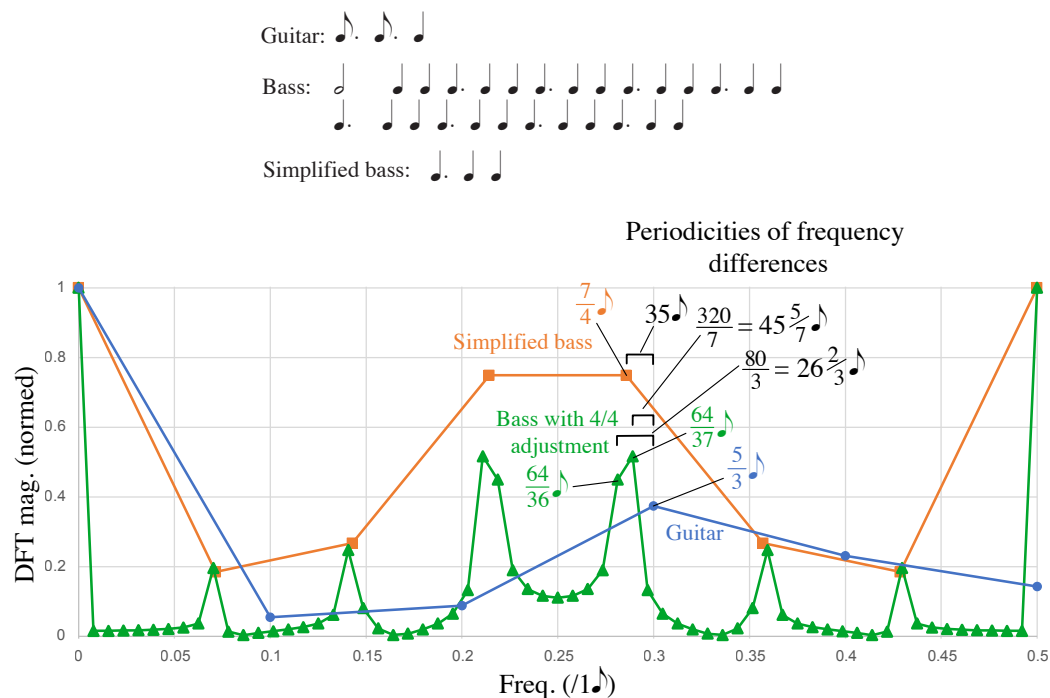 Guitar: ♪. ♪. ♩
Bass: 𝅗𝅥 ♩ ♩ ♩. ♩ ♩ ♩. ♩ ♩ ♩. ♩ ♩ ♩. ♩ ♩
♩. ♩ ♩ ♩. ♩ ♩ ♩. ♩ ♩ ♩. ♩ ♩
Simplified bass: ♩. ♩ ♩
Periodicities of frequency
differences
7/4♪
35♪
320/7 = 45 5/7♪
80/3 = 26 2/3♪
Simplified bass
Bass with 4/4
adjustment
64/37♪
64/36♪
5/3♪
Guitar
DFT mag. (normed)
1
0.8
0.6
0.4
0.2
0
0 0.05 0.1 0.15 0.2 0.25 0.3 0.35 0.4 0.45 0.5
Freq. (/1♪)